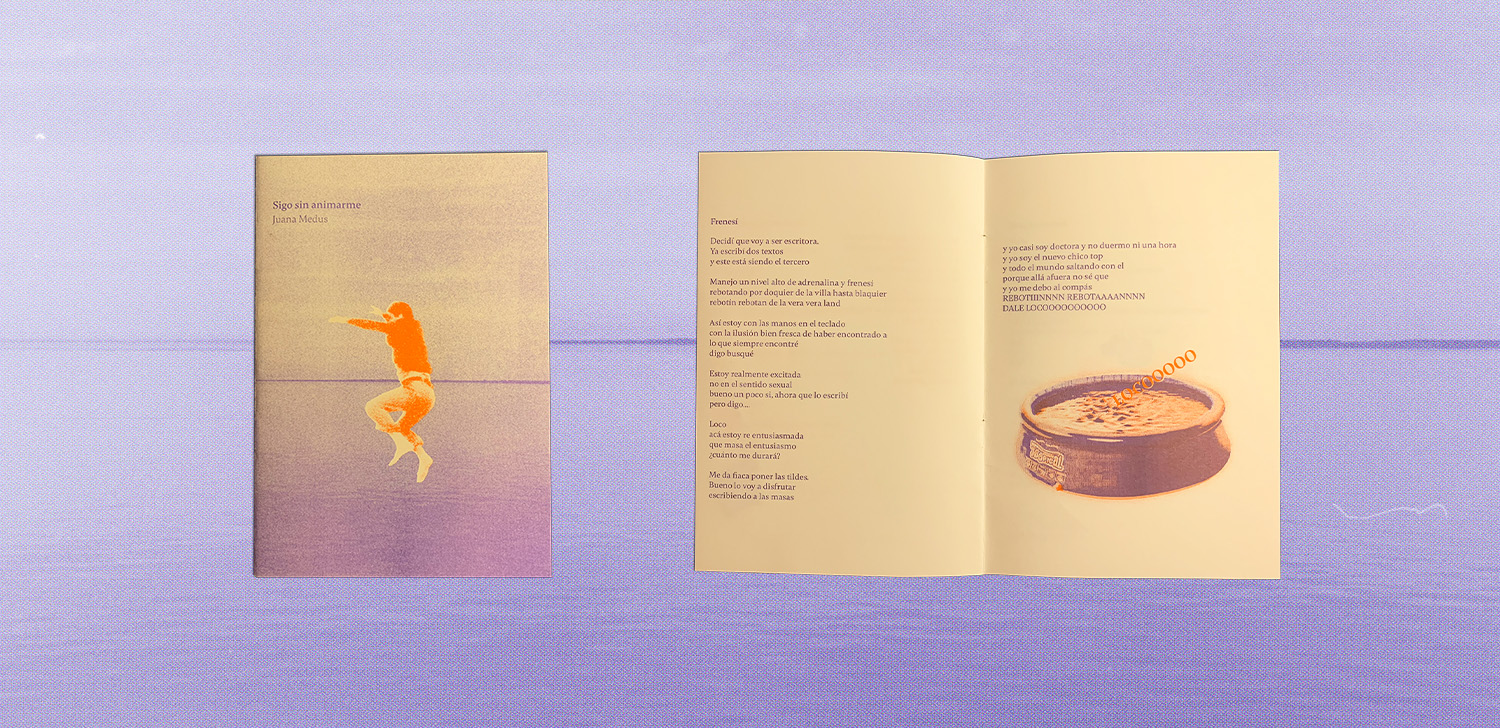 Sigo sin animarme
Juana Medus
Frenesí
Decidí que voy a ser escritora.
Ya escribí dos textos
y este está siendo el tercero
Manejo un nivel alto de adrenalina y frenesí
rebotando por doquier de la villa hasta blaquier
rebotín rebotan de la vera vera land
Así estoy con las manos en el teclado
con la ilusión bien fresca de haber encontrado a
lo que siempre encontré
digo busqué
Estoy realmente excitada
no en el sentido sexual
bueno un poco sí, ahora que lo escribí
pero digo...
Loco
acá estoy re entusiasmada
que masa el entusiasmo
¿cuánto me durará?
Me da fiaca poner las tildes.
Bueno lo voy a disfrutar
escribiendo a las masas
y yo casi soy doctora y no duermo ni una hora
y yo soy el nuevo chico top
y todo el mundo saltando con el
porque allá afuera no sé que
y yo me debo al compás
REBOTIIINNNN REBOTAAAANNNN
DALE LOCOOOOOOOOOO
LOCOOOOOO